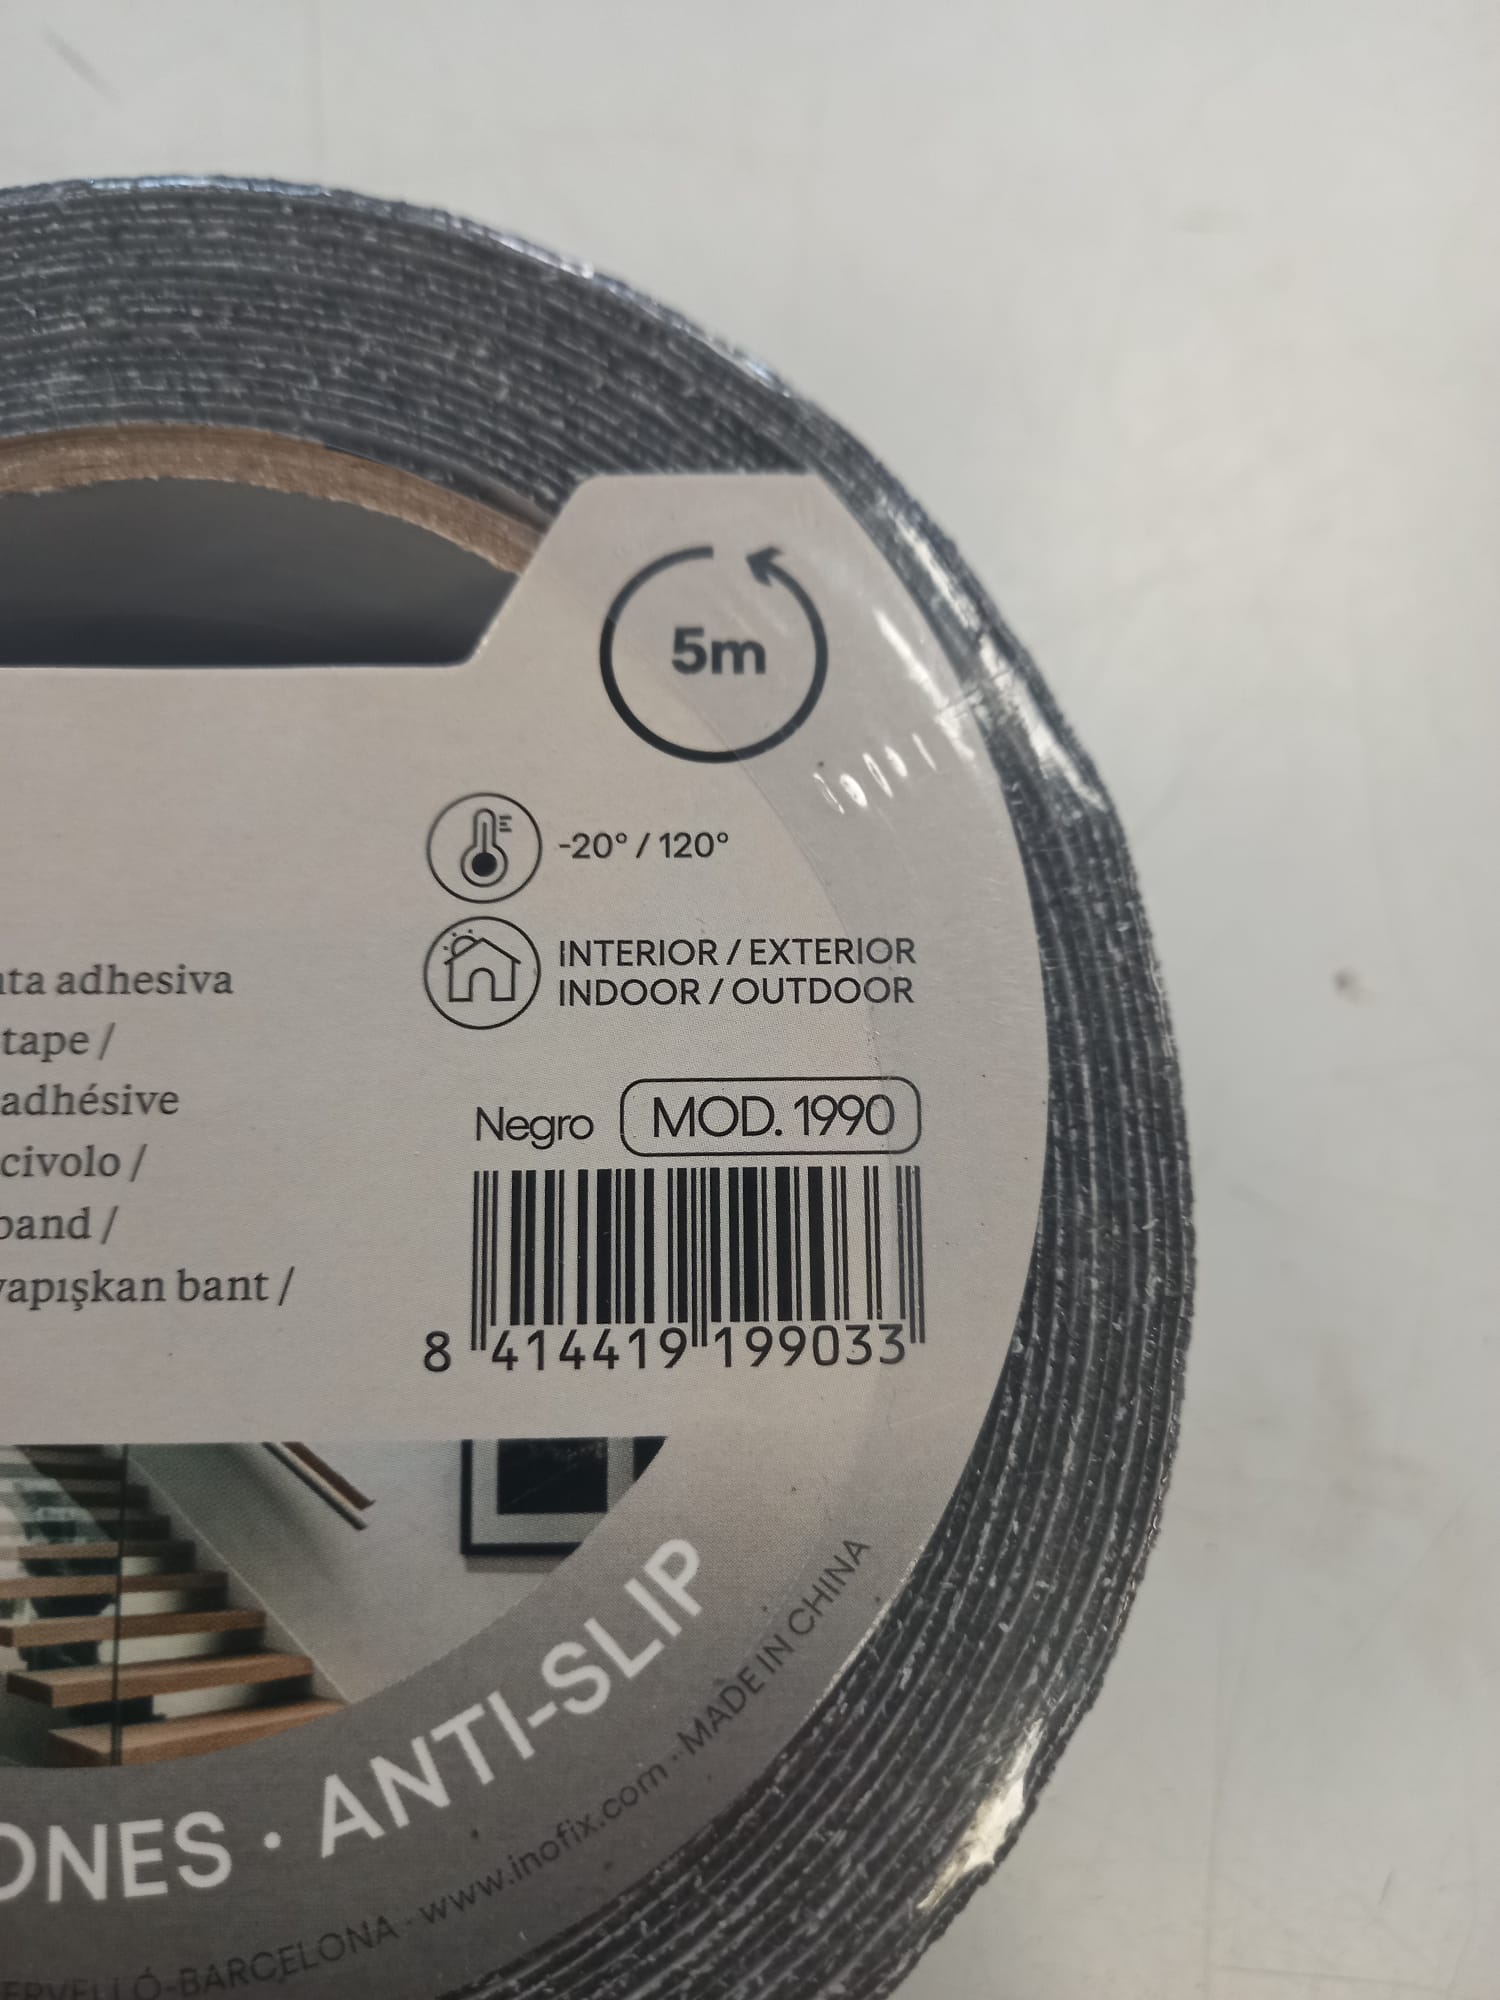 5m
-20° / 120°
INTERIOR / EXTERIOR
INDOOR / OUTDOOR
adhesiva
tape /
adhésive
civolo /
band /
yapışkan bant /
Negro MOD. 1990
8 414419 199033
ONES · ANTI-SLIP
ERVELLÓ-BARCELONA · www.inofix.com · MADE IN CHINA